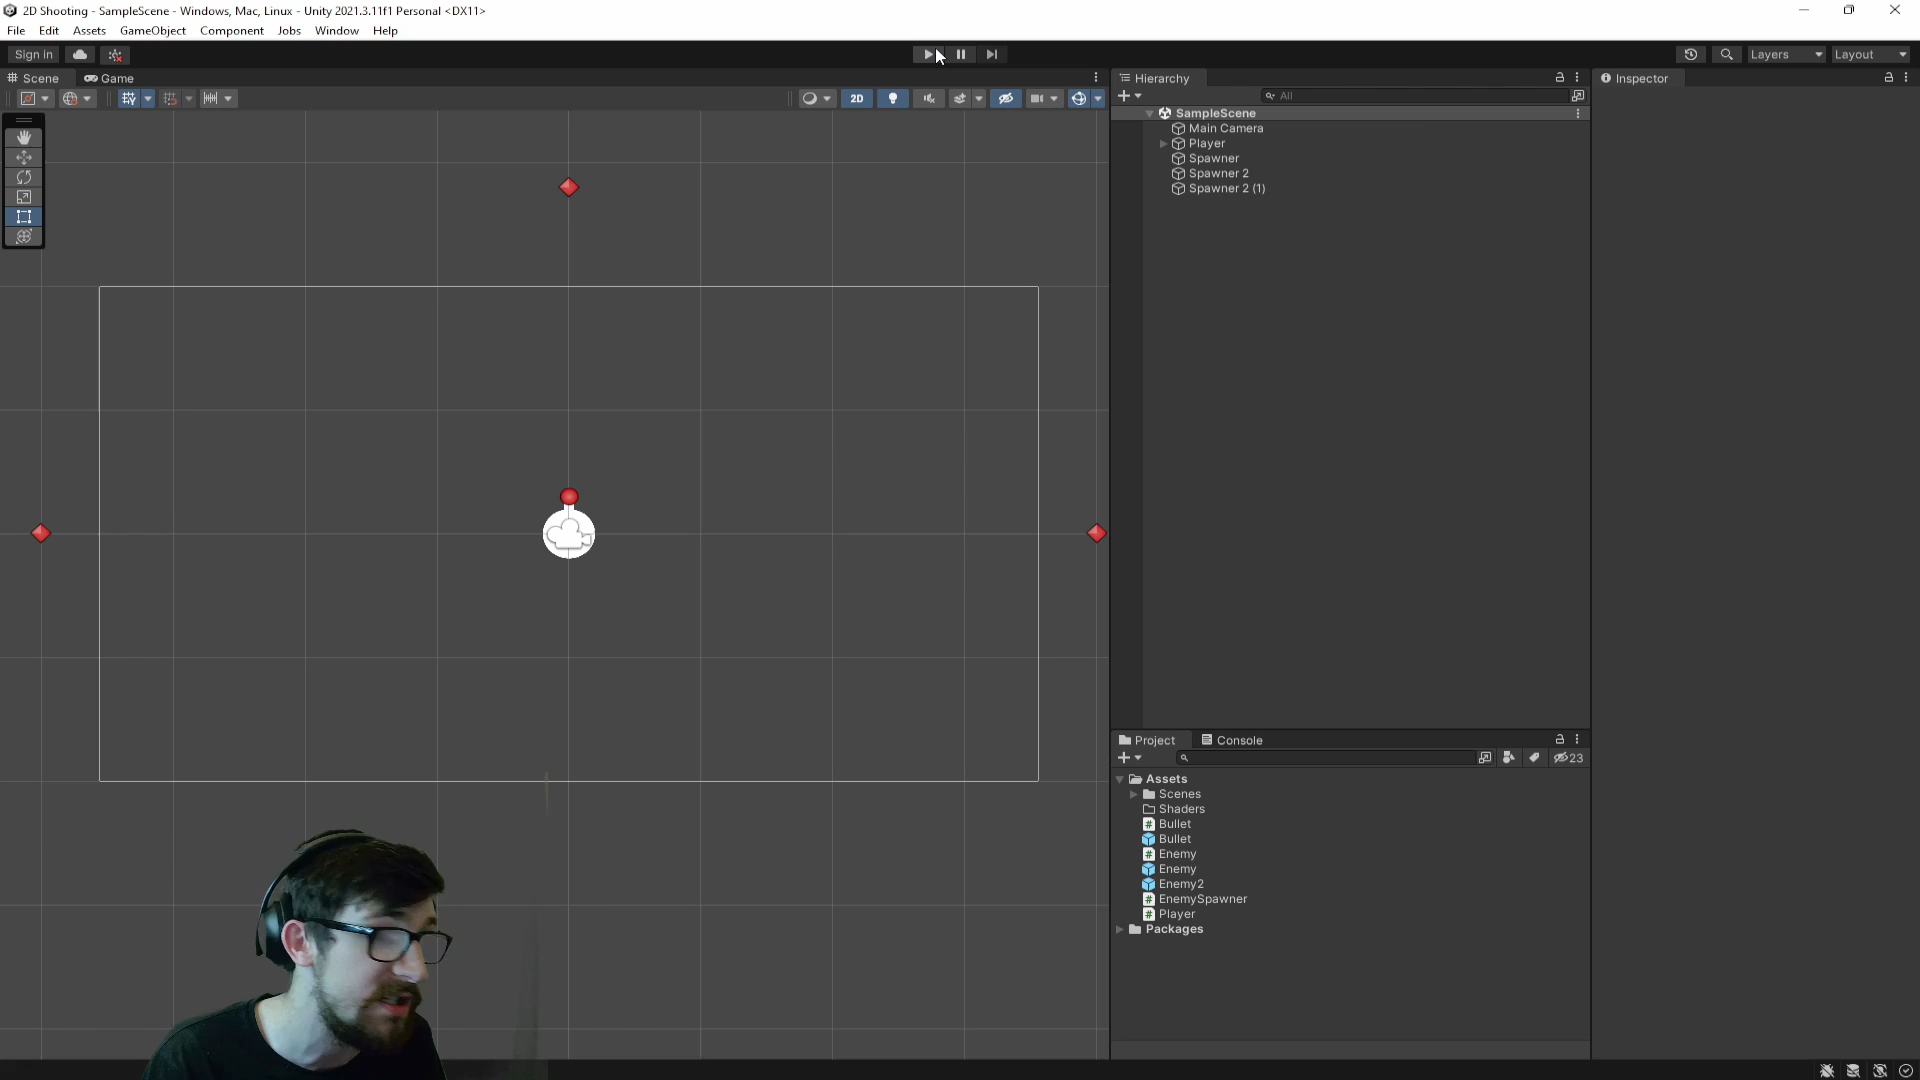 2D Shooting - SampleScene - Windows, Mac, Linux - Unity 2021.3.11f1 Personal <DX11>
File Edit Assets GameObject Component Jobs Window Help
Sign in
Layers
Layout
Scene
Game
2D
Hierarchy
All
SampleScene
Main Camera
Player
Spawner
Spawner 2
Spawner 2 (1)
Inspector
Project
Console
23
Assets
Scenes
Shaders
Bullet
Bullet
Enemy
Enemy
Enemy2
EnemySpawner
Player
Packages